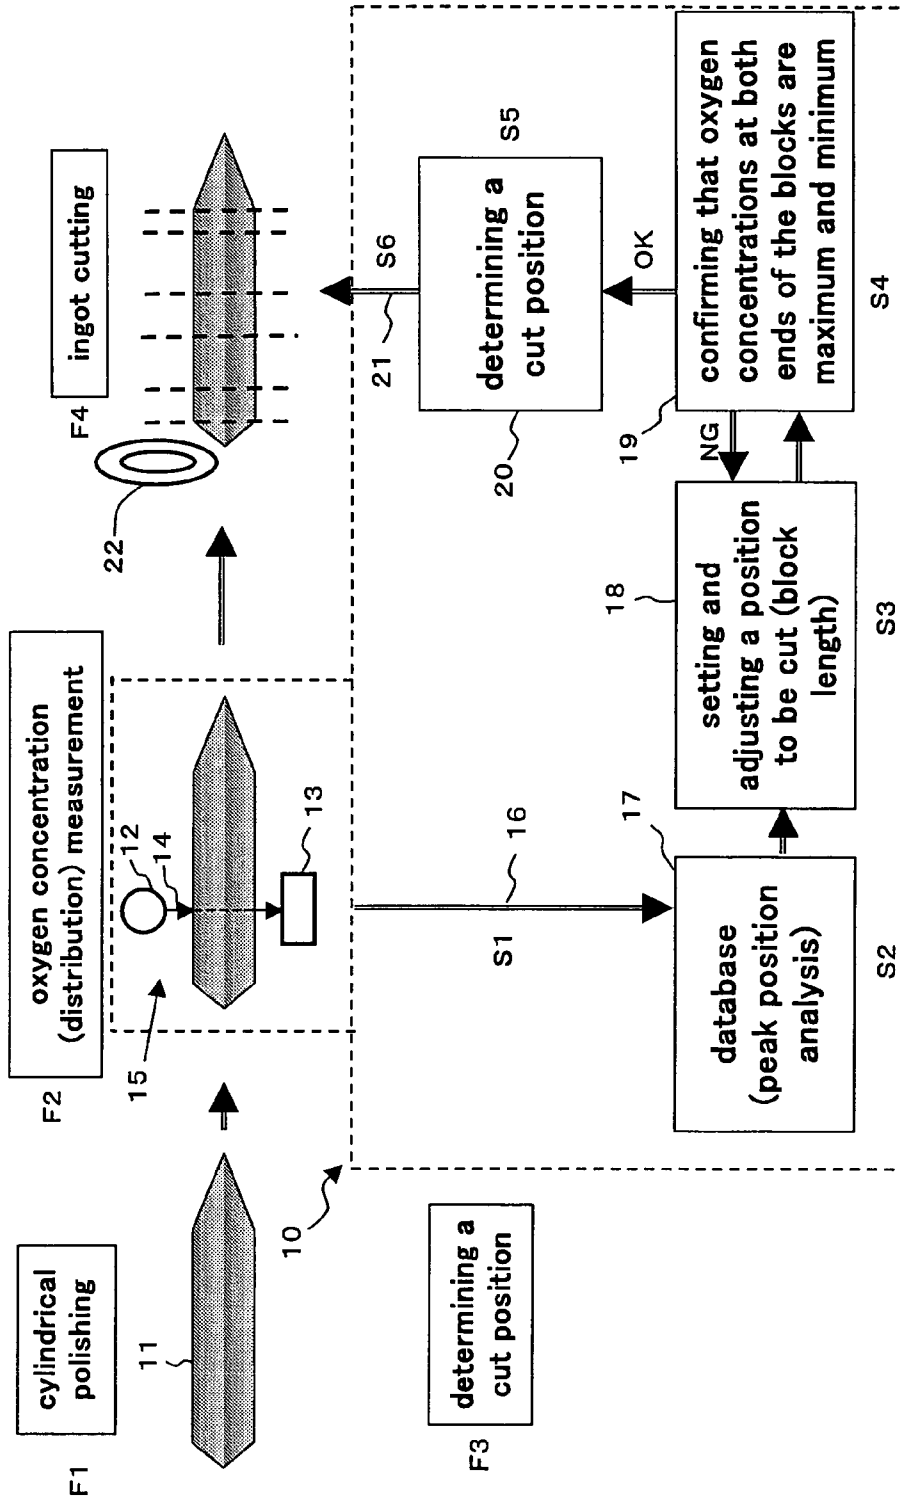 F1
cylindrical
polishing
11
F2
oxygen concentration
(distribution) measurement
15
12
14
13
F4
ingot cutting
22
F3
determining a
cut position
10
S1
16
17
database
(peak position
analysis)
S2
18
setting and
adjusting a position
to be cut (block
length)
S3
NG
19
confirming that oxygen
concentrations at both
ends of the blocks are
maximum and minimum
S4
OK
20
determining a
cut position
S5
21
S6